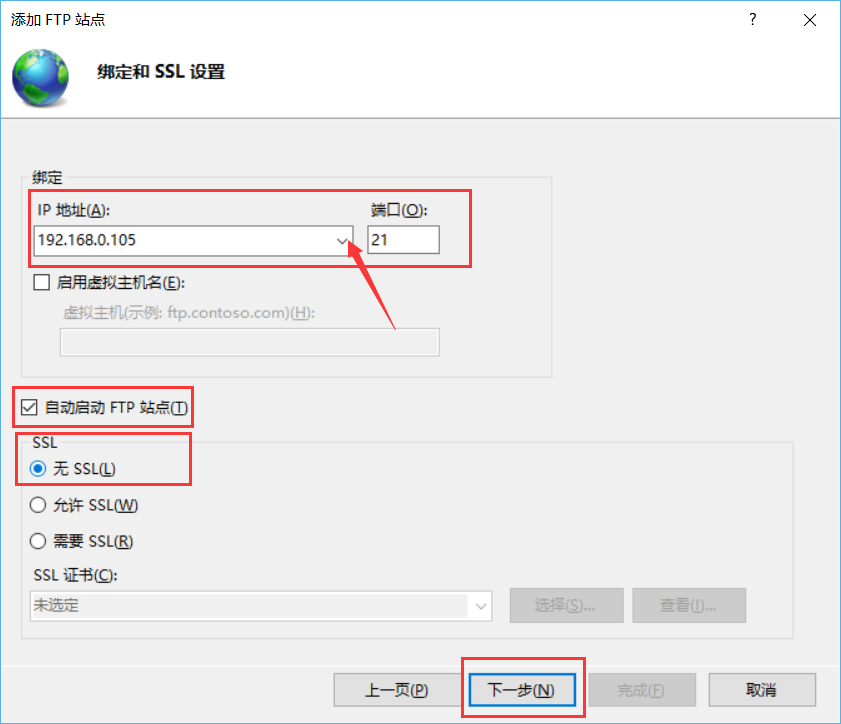 添加 FTP 站点
?
绑定和 SSL 设置
绑定
IP 地址(A): 端口(O):
192.168.0.105 21
启用虚拟主机名(E):
虚拟主机(示例: ftp.contoso.com)(H):
自动启动 FTP 站点(T)
SSL
无 SSL(L)
允许 SSL(W)
需要 SSL(R)
SSL 证书(C):
未选定 选择(S)... 查看(I)...
上一页(P) 下一步(N) 完成(F) 取消